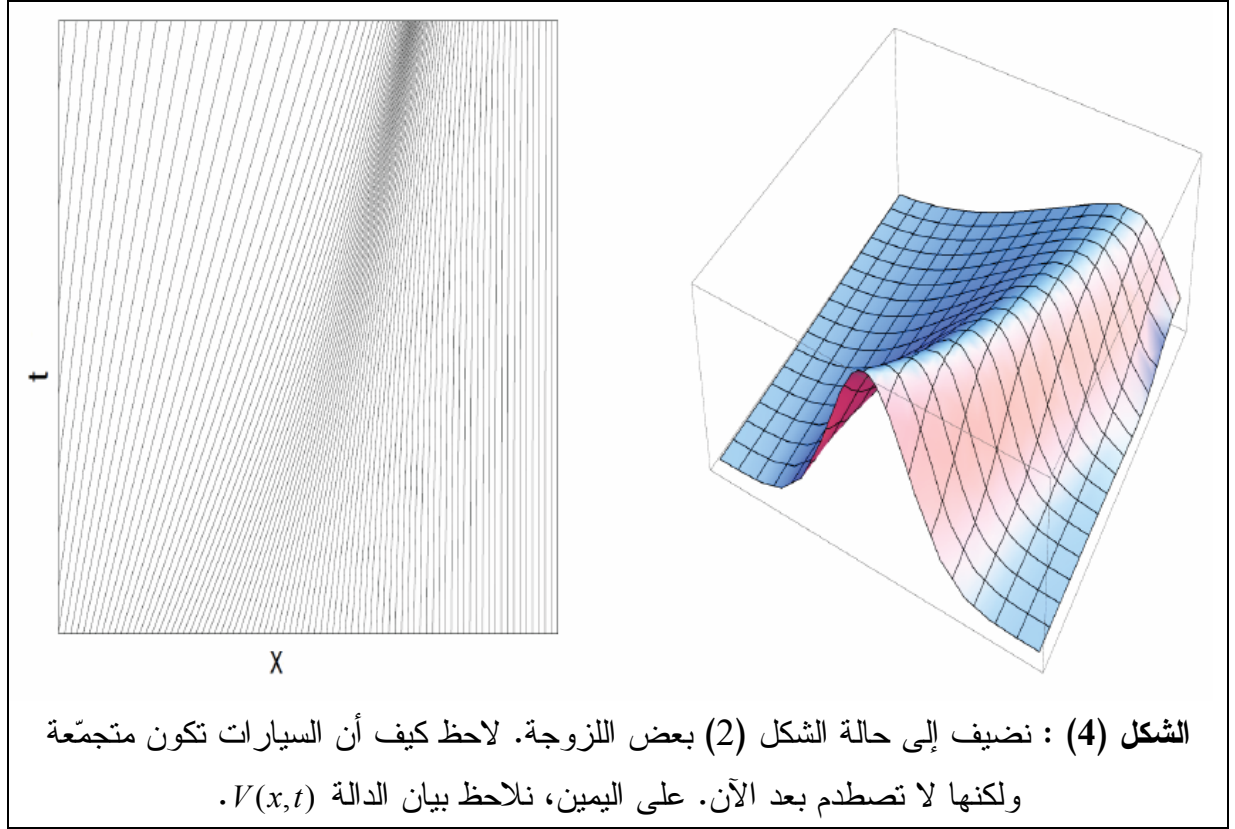 t
X
الشكل (4) : نضيف إلى حالة الشكل (2) بعض اللزوجة. لاحظ كيف أن السيارات تكون متجمّعة
ولكنها لا تصطدم بعد الآن. على اليمين، نلاحظ بيان الدالة V(x,t).